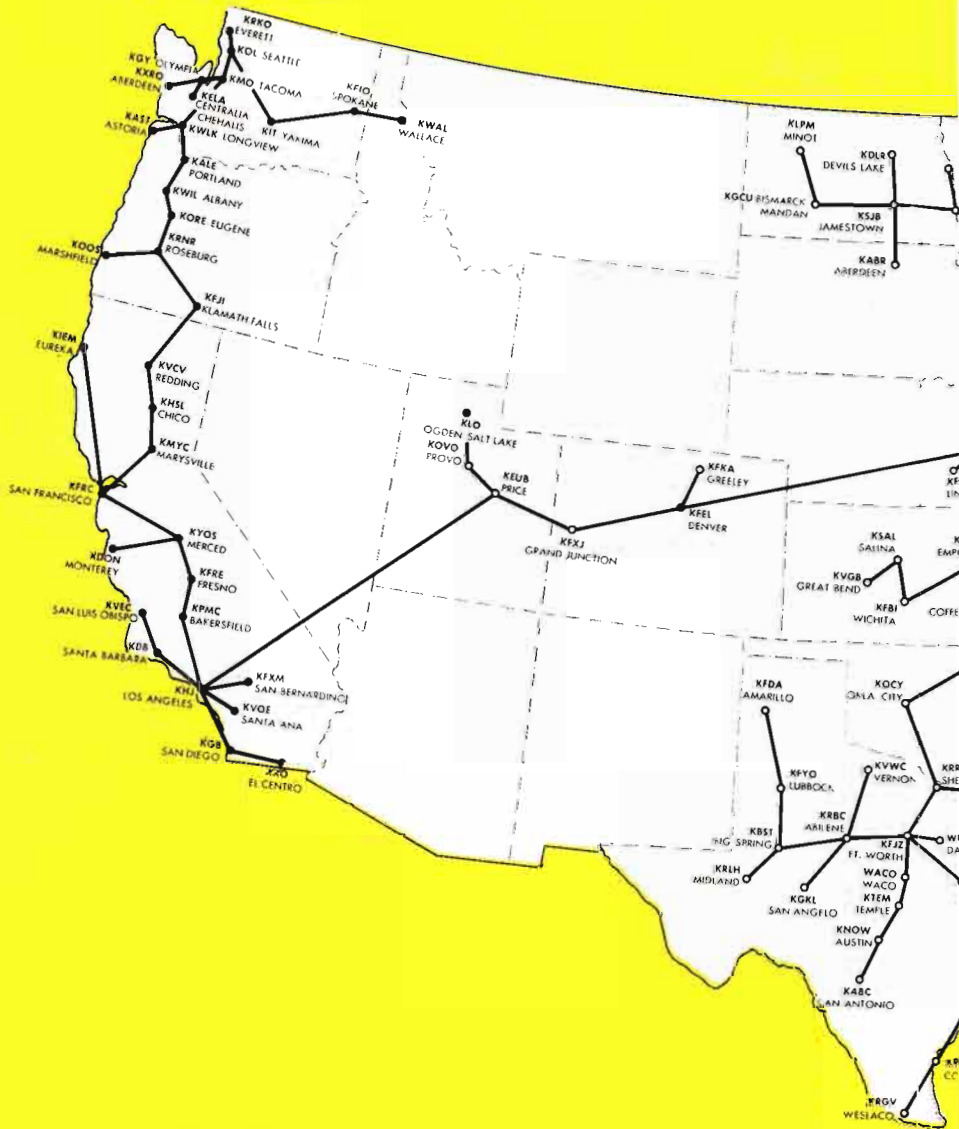 KRKO
EVERETT
KOL SEATTLE
KGY OLYMPIA
KXRO
ABERDEEN
KMO TACOMA
KELA
CENTRALIA
CHEHALIS
KFIO
SPOKANE
KWAL
WALLACE
KIT YAKIMA
KAST
ASTORIA
KWLK LONGVIEW
KALE
PORTLAND
KWIL ALBANY
KORE EUGENE
KRNR
ROSEBURG
KOOS
MARSHFIELD
KFJI
KLAMATH FALLS
KIEM
EUREKA
KVCV
REDDING
KHSL
CHICO
KMYC
MARYSVILLE
KFRC
SAN FRANCISCO
KYOS
MERCED
KDON
MONTEREY
KFRE
FRESNO
KPMC
BAKERSFIELD
KVEC
SAN LUIS OBISPO
KDB
SANTA BARBARA
KHJ
LOS ANGELES
KFXM
SAN BERNARDINO
KVOE
SANTA ANA
KGB
SAN DIEGO
KXO
EL CENTRO
KLO
OGDEN SALT LAKE
KOVO
PROVO
KEUB
PRICE
KFXJ
GRAND JUNCTION
KFKA
GREELEY
KFEL
DENVER
KLPM
MINOT
KDLR
DEVILS LAKE
KGCU BISMARCK
MANDAN
KSJB
JAMESTOWN
KABR
ABERDEEN
KF
LIN
KSAL
SALINA
K
EMPO
KVGB
GREAT BEND
KFBI
WICHITA
COFFE
KOCY
OKLA. CITY
KFDA
AMARILLO
KFYO
LUBBOCK
KVWC
VERNON
KRR
SHE
KRBC
ABILENE
KBST
BIG SPRING
KFJZ
FT. WORTH
DA
KRLH
MIDLAND
WACO
WACO
KGKL
SAN ANGELO
KTEM
TEMPLE
KNOW
AUSTIN
KABC
SAN ANTONIO
KRGV
WESLACO